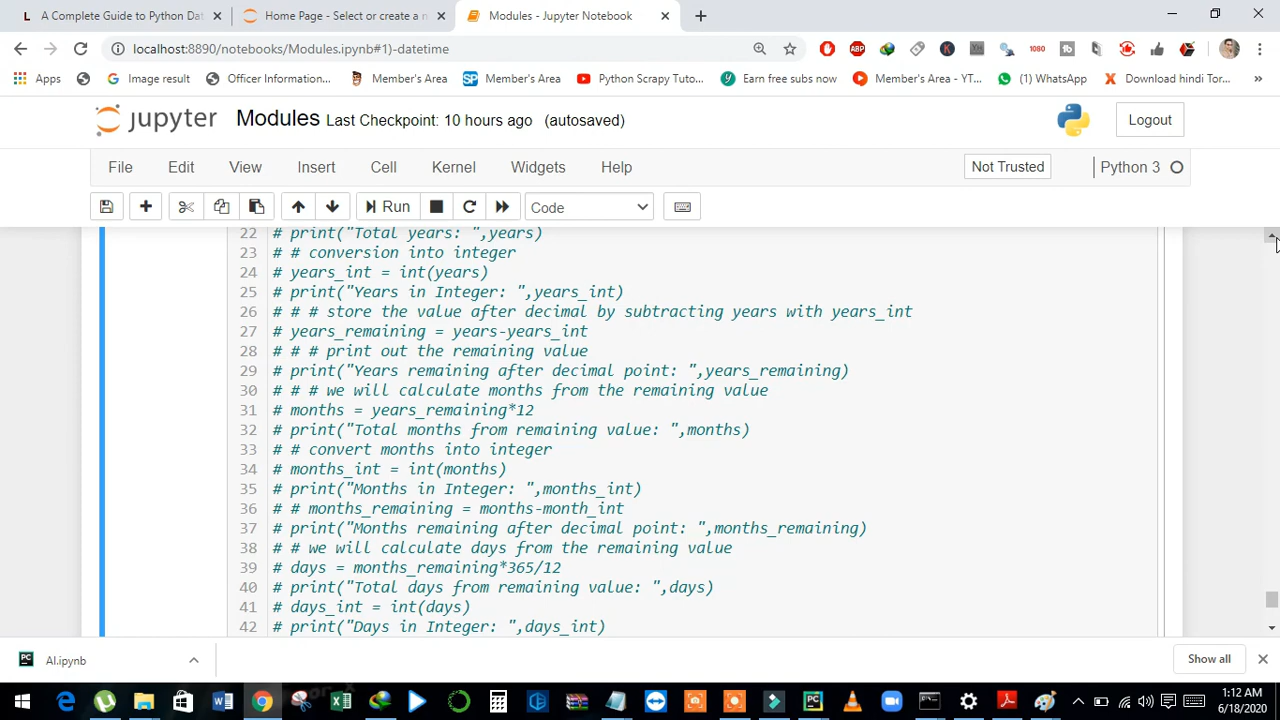 A Complete Guide to Python Dat
Home Page - Select or create a n
Modules - Jupyter Notebook
localhost:8890/notebooks/Modules.ipynb#1)-datetime
Apps
Image result
Officer Information...
Member's Area
Member's Area
Python Scrapy Tuto...
Earn free subs now
Member's Area - YT...
(1) WhatsApp
Download hindi Tor...
jupyter Modules Last Checkpoint: 10 hours ago (autosaved)
Logout
File Edit View Insert Cell Kernel Widgets Help
Not Trusted
Python 3
Run
Code
22 # print("Total years: ",years)
23 # # conversion into integer
24 # years_int = int(years)
25 # print("Years in Integer: ",years_int)
26 # # # store the value after decimal by subtracting years with years_int
27 # years_remaining = years-years_int
28 # # # print out the remaining value
29 # print("Years remaining after decimal point: ",years_remaining)
30 # # # we will calculate months from the remaining value
31 # months = years_remaining*12
32 # print("Total months from remaining value: ",months)
33 # # convert months into integer
34 # months_int = int(months)
35 # print("Months in Integer: ",months_int)
36 # # months_remaining = months-month_int
37 # print("Months remaining after decimal point: ",months_remaining)
38 # # we will calculate days from the remaining value
39 # days = months_remaining*365/12
40 # print("Total days from remaining value: ",days)
41 # days_int = int(days)
42 # print("Days in Integer: ",days_int)
AI.ipynb
Show all
1:12 AM
6/18/2020